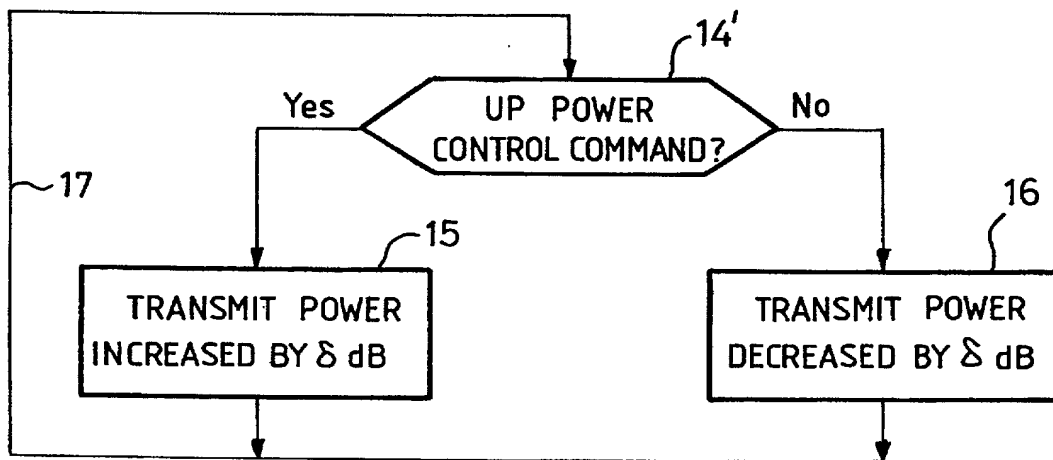 14'
UP POWER
CONTROL COMMAND?
Yes
No
17
15
16
TRANSMIT POWER
INCREASED BY δ dB
TRANSMIT POWER
DECREASED BY δ dB